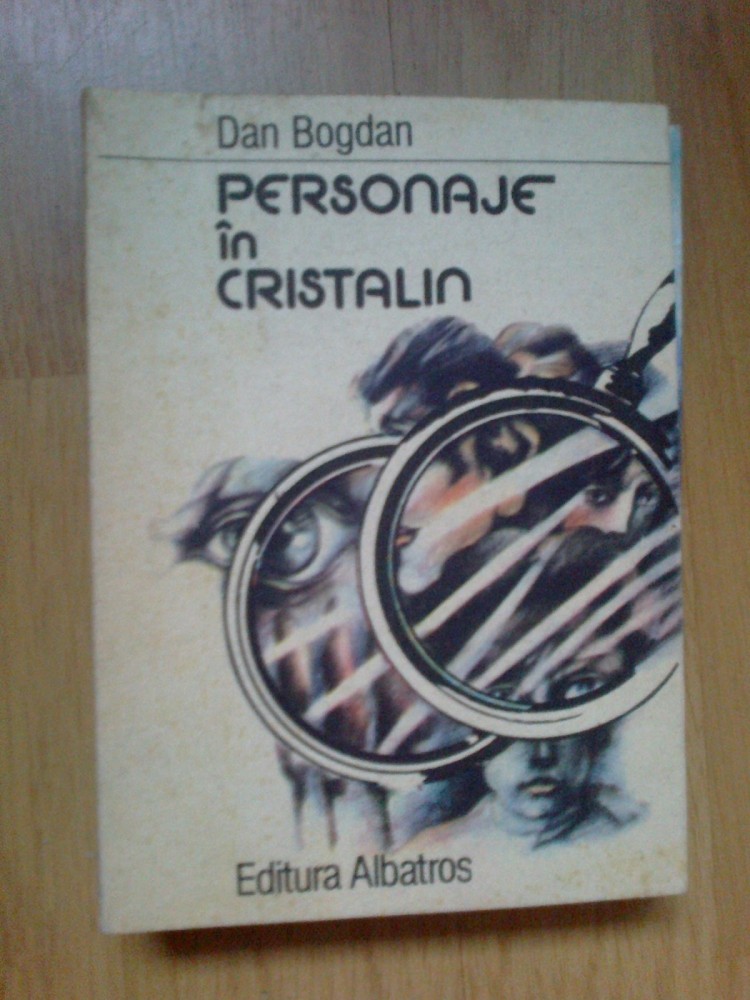 Dan Bogdan
PERSONAJE
în
CRISTALIN
Editura Albatros